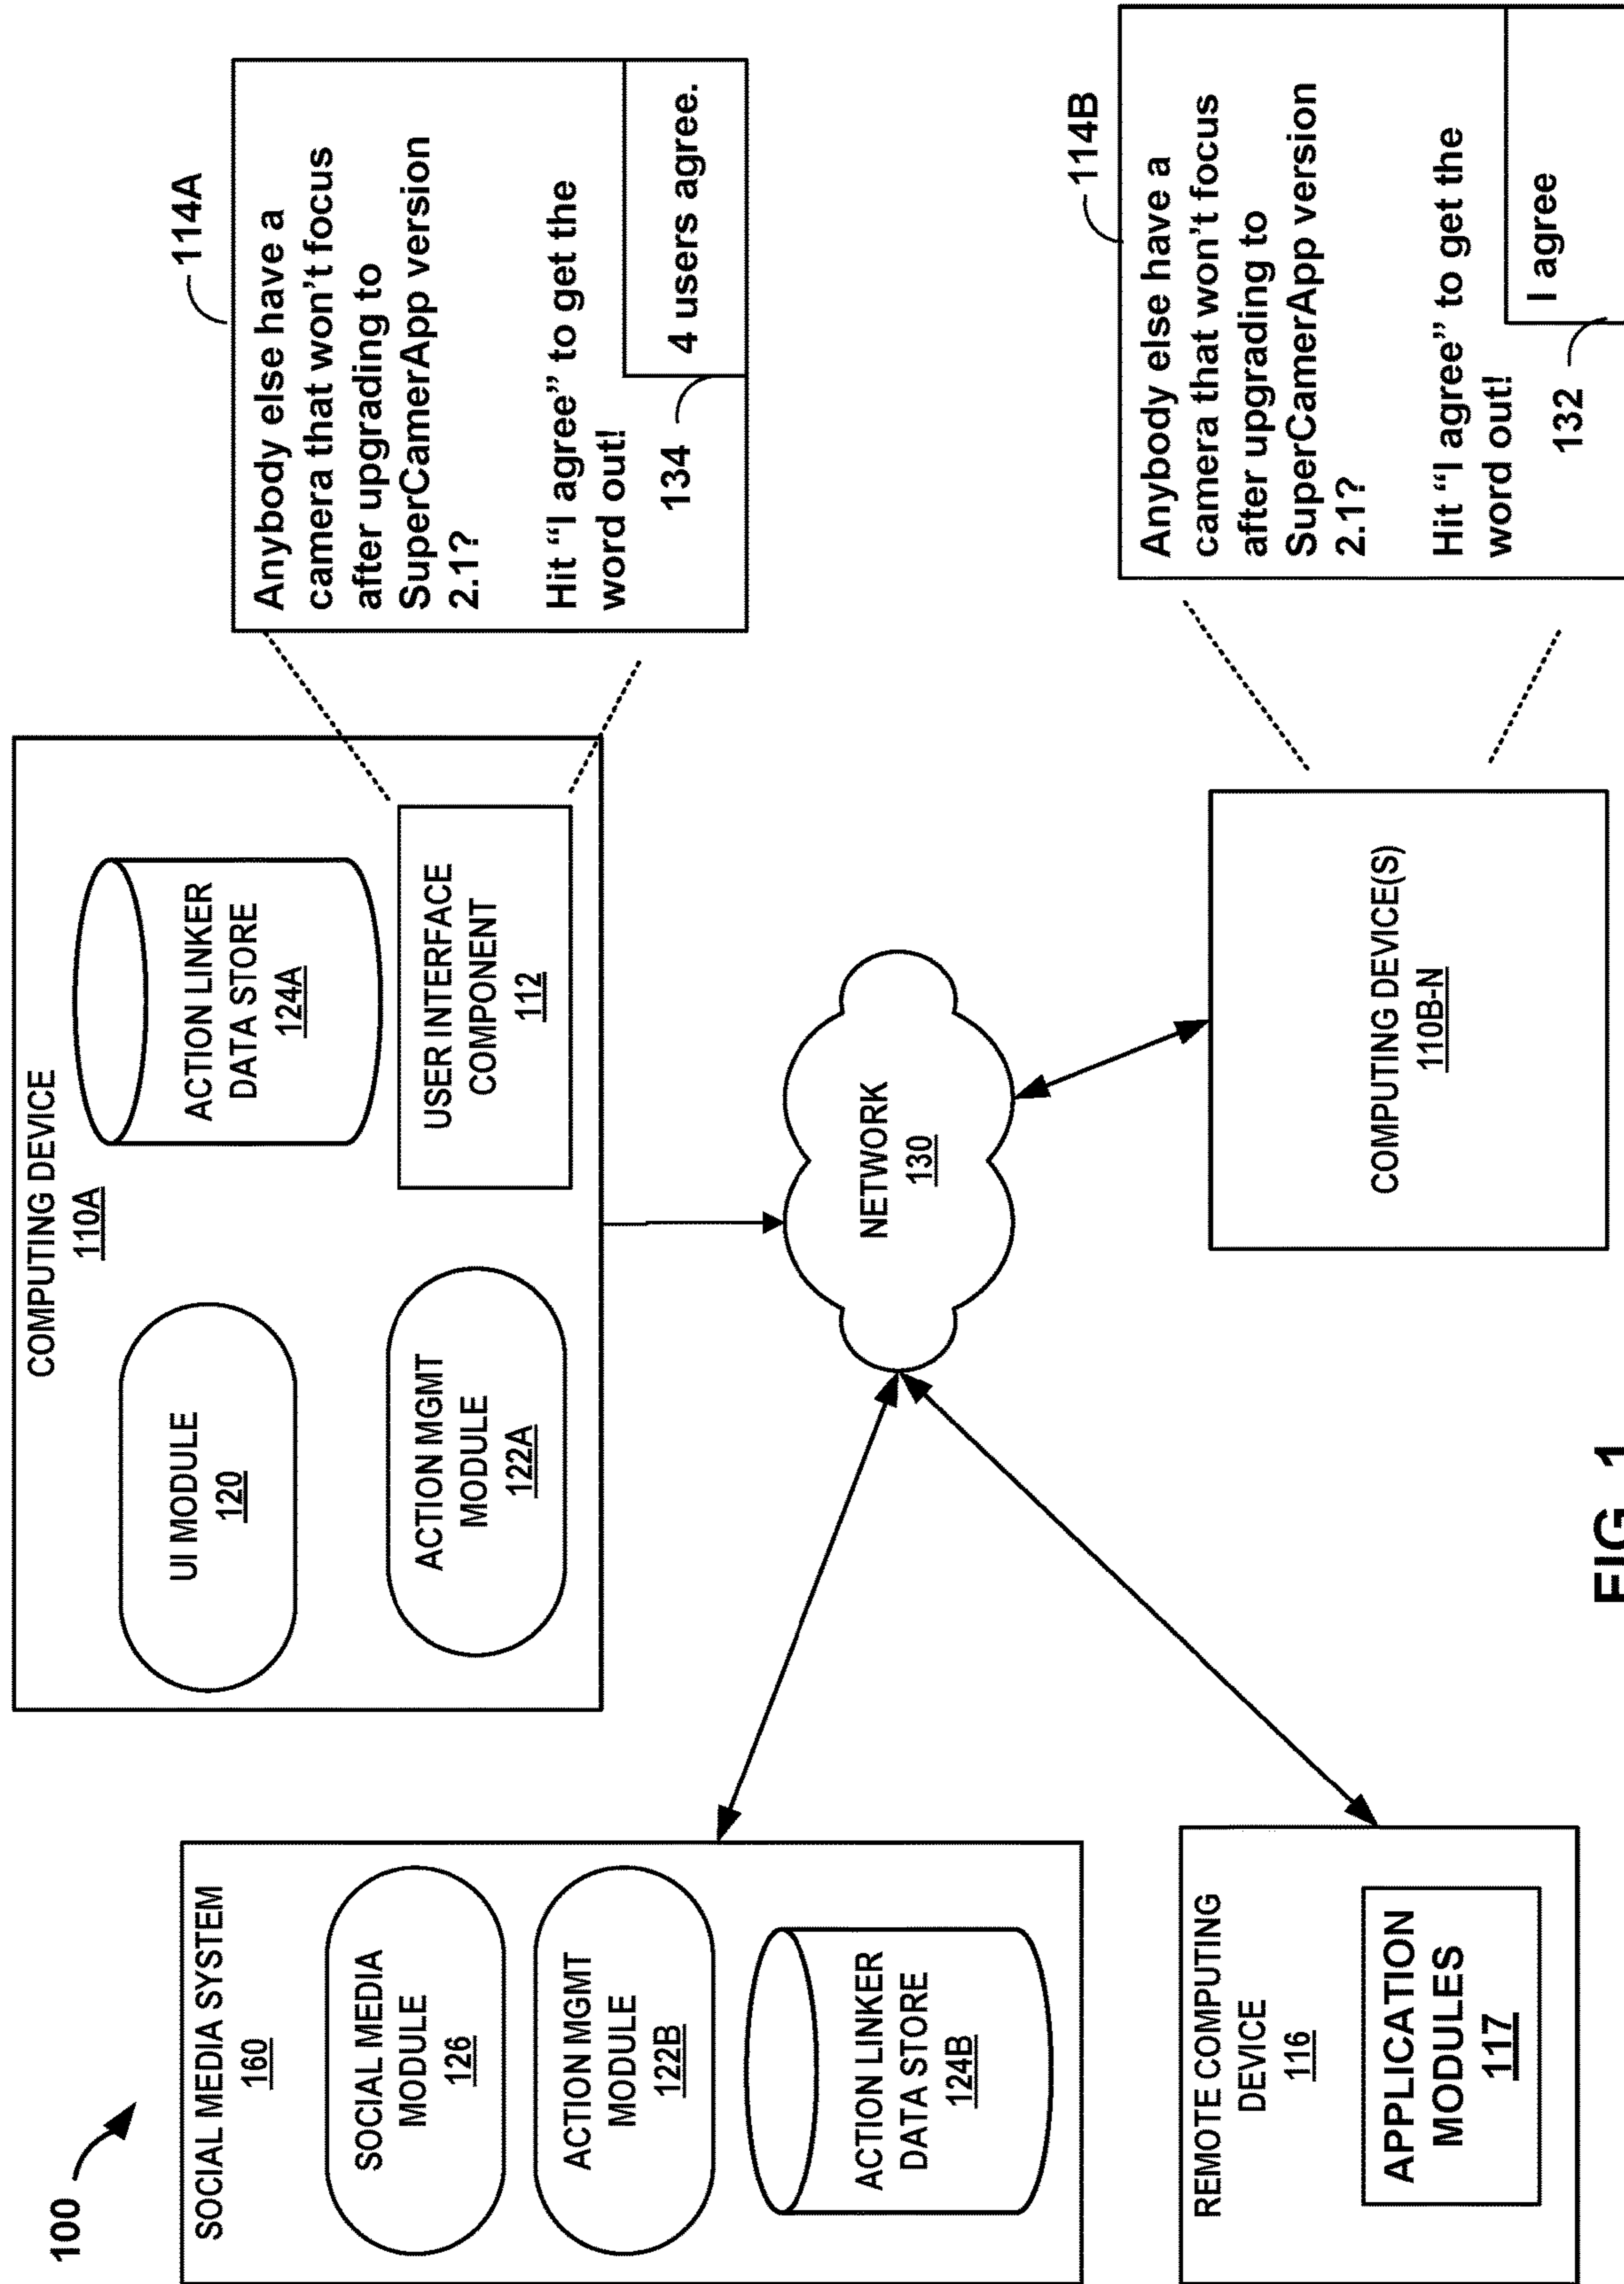 100
SOCIAL MEDIA SYSTEM
160
SOCIAL MEDIA
MODULE
126
ACTION MGMT
MODULE
122B
ACTION LINKER
DATA STORE
124B
REMOTE COMPUTING
DEVICE
116
APPLICATION
MODULES
117
COMPUTING DEVICE
110A
UI MODULE
120
ACTION LINKER
DATA STORE
124A
ACTION MGMT
MODULE
122A
USER INTERFACE
COMPONENT
112
NETWORK
130
COMPUTING DEVICE(S)
110B-N
114A
Anybody else have a
camera that won't focus
after upgrading to
SuperCamerApp version
2.1?
Hit “I agree” to get the
word out!
134
4 users agree.
114B
Anybody else have a
camera that won't focus
after upgrading to
SuperCamerApp version
2.1?
Hit “I agree” to get the
word out!
132
I agree
FIG. 1